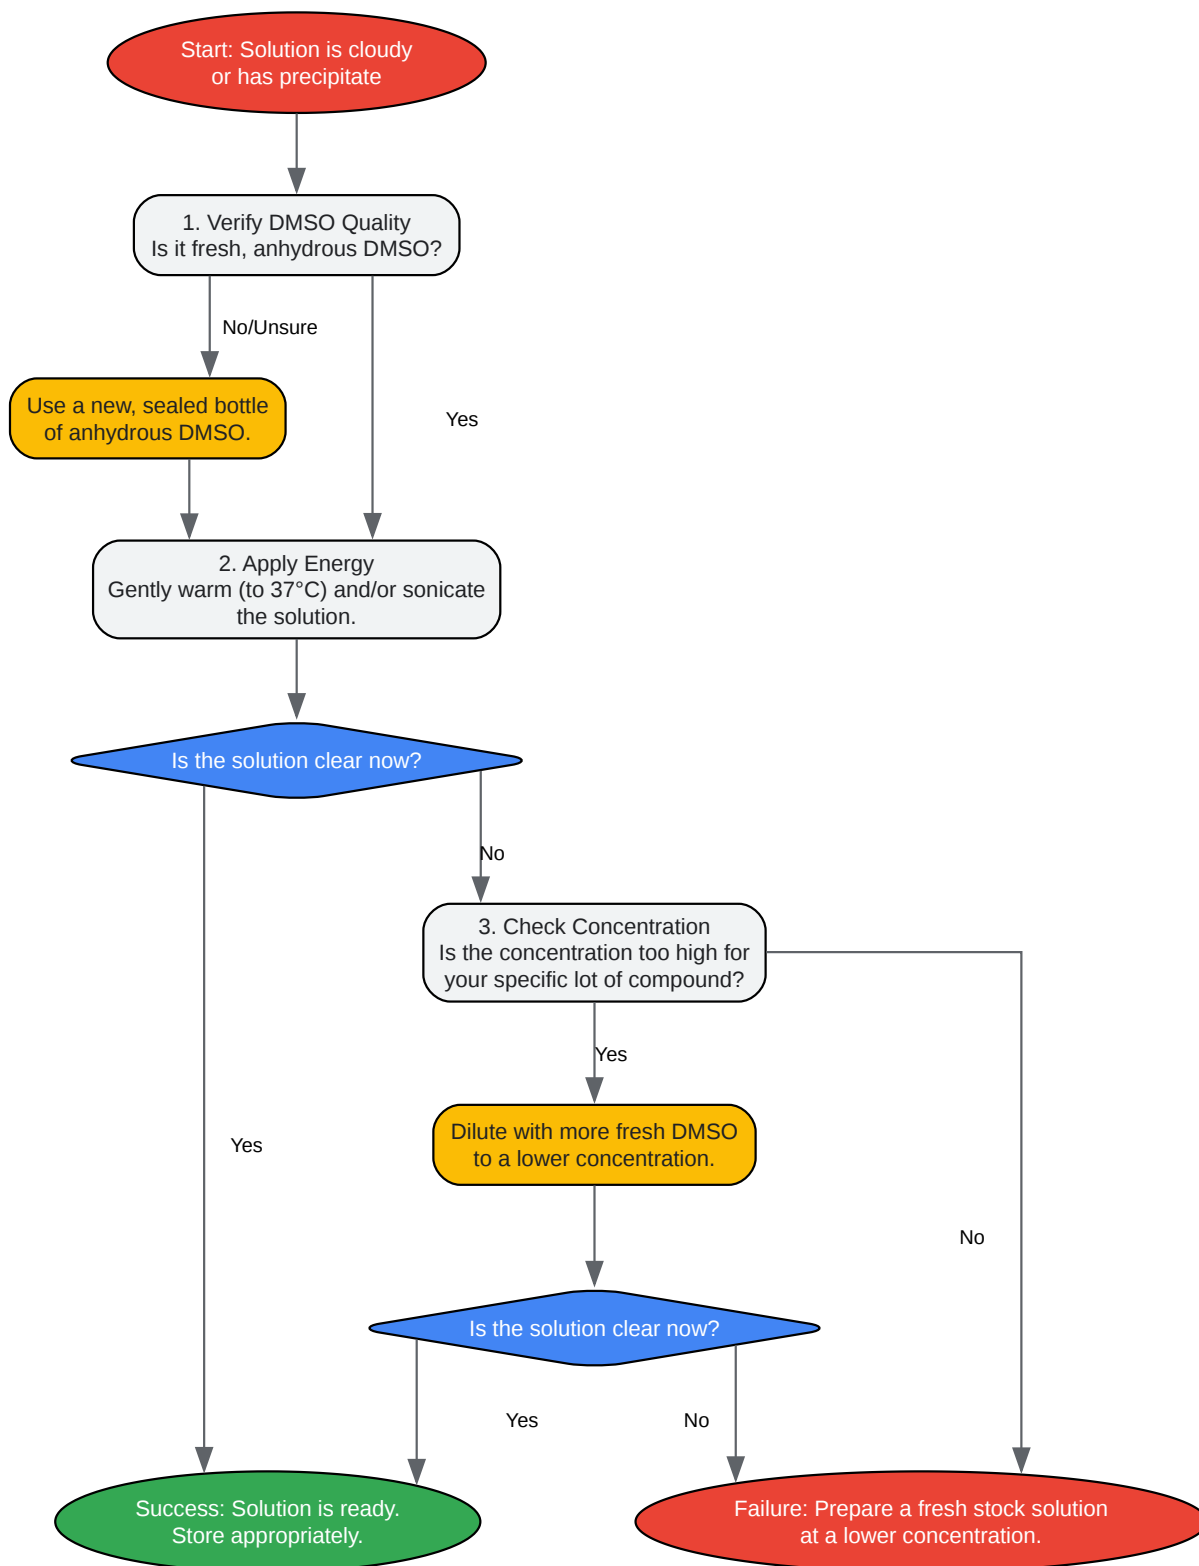 Start: Solution is cloudy
or has precipitate
1. Verify DMSO Quality
Is it fresh, anhydrous DMSO?
No/Unsure
Use a new, sealed bottle
of anhydrous DMSO.
Yes
2. Apply Energy
Gently warm (to 37°C) and/or sonicate
the solution.
Is the solution clear now?
No
3. Check Concentration
Is the concentration too high for
your specific lot of compound?
Yes
Dilute with more fresh DMSO
to a lower concentration.
Yes
No
Is the solution clear now?
Yes
No
Success: Solution is ready.
Store appropriately.
Failure: Prepare a fresh stock solution
at a lower concentration.